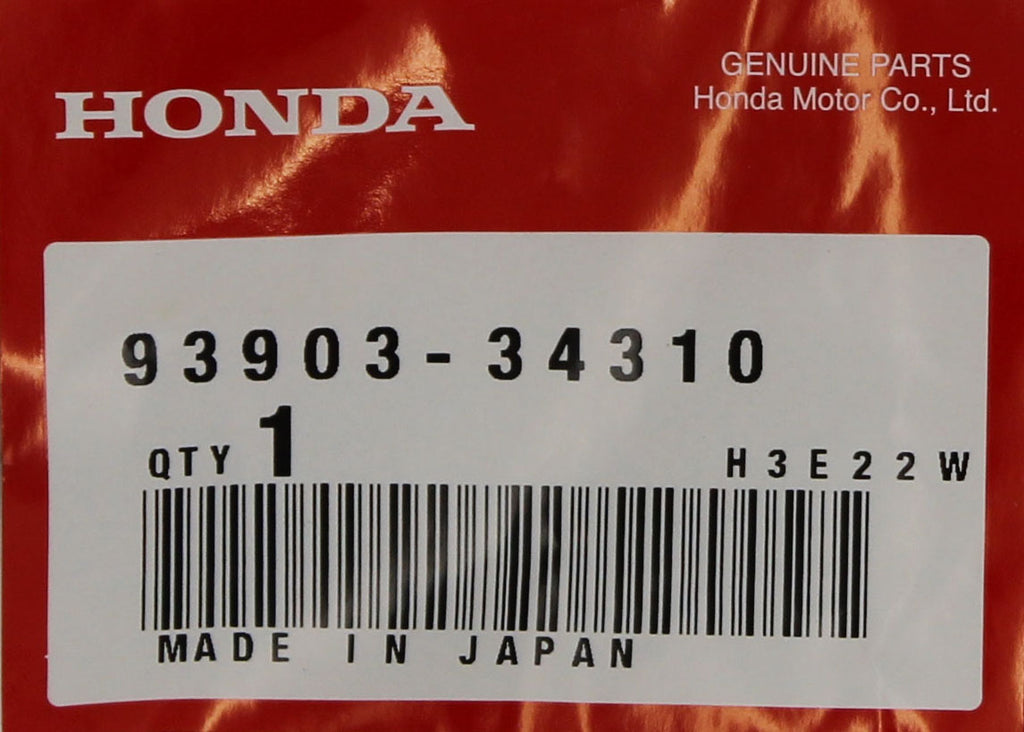 HONDA
GENUINE PARTS
Honda Motor Co., Ltd.
93903-34310
QTY 1
H3E22W
MADE IN JAPAN